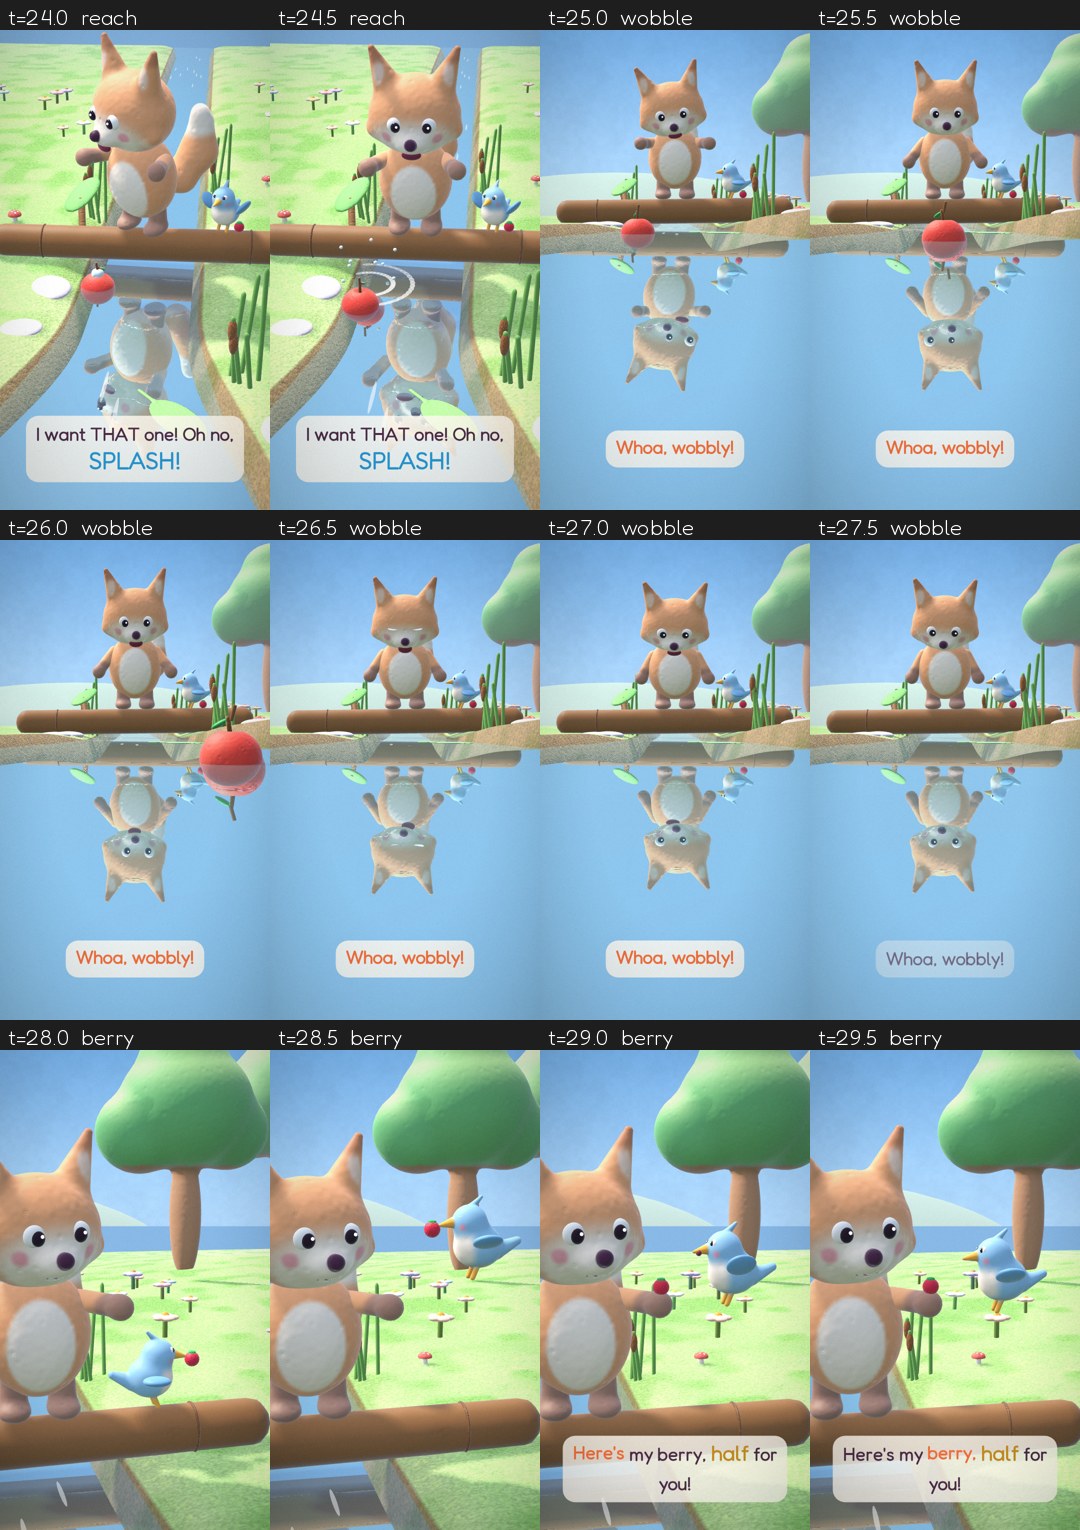 t=24.0 reach
t=24.5 reach
t=25.0 wobble
t=25.5 wobble
I want THAT one! Oh no,
SPLASH!
I want THAT one! Oh no,
SPLASH!
Whoa, wobbly!
Whoa, wobbly!
t=26.0 wobble
t=26.5 wobble
t=27.0 wobble
t=27.5 wobble
Whoa, wobbly!
Whoa, wobbly!
Whoa, wobbly!
Whoa, wobbly!
t=28.0 berry
t=28.5 berry
t=29.0 berry
t=29.5 berry
Here's my berry, half for
you!
Here's my berry, half for
you!